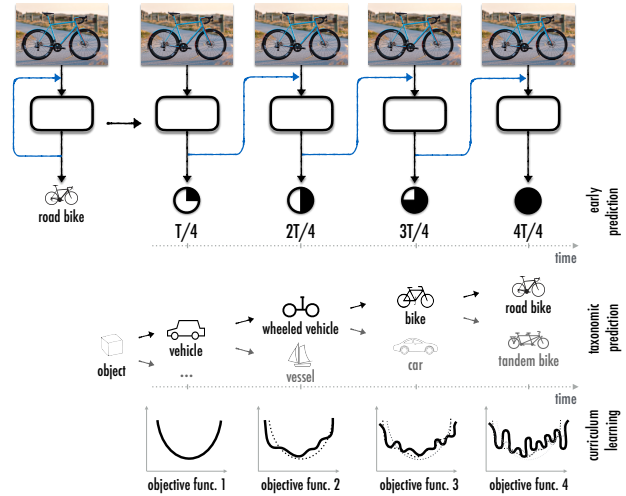 road bike
T/4
2T/4
3T/4
4T/4
early
prediction
time
object
vehicle
...
wheeled vehicle
vessel
bike
car
road bike
tandem bike
taxonomic
prediction
time
curriculum
learning
objective func. 1
objective func. 2
objective func. 3
objective func. 4